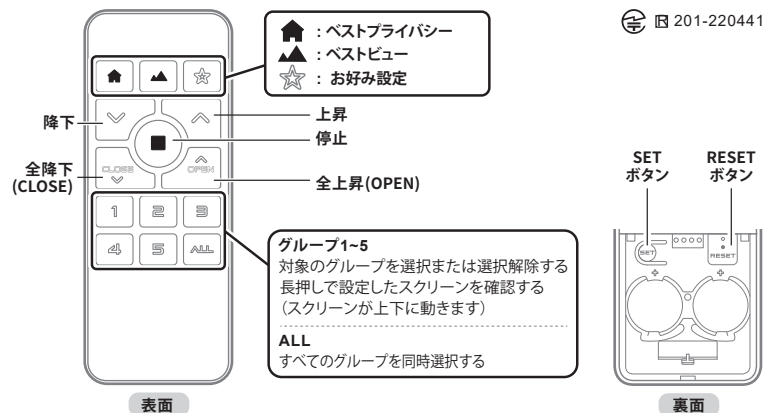 : ベストプライバシー
: ベストビュー
: お好み設定
R 201-220441
降下
上昇
停止
全降下
(CLOSE)
CLOSE
OPEN
全上昇(OPEN)
1 2 3
4 5 ALL
グループ1~5
対象のグループを選択または選択解除する
長押しで設定したスクリーンを確認する
（スクリーンが上下に動きます）
ALL
すべてのグループを同時選択する
表面
SET
ボタン
RESET
ボタン
SET
RESET
+ +
裏面